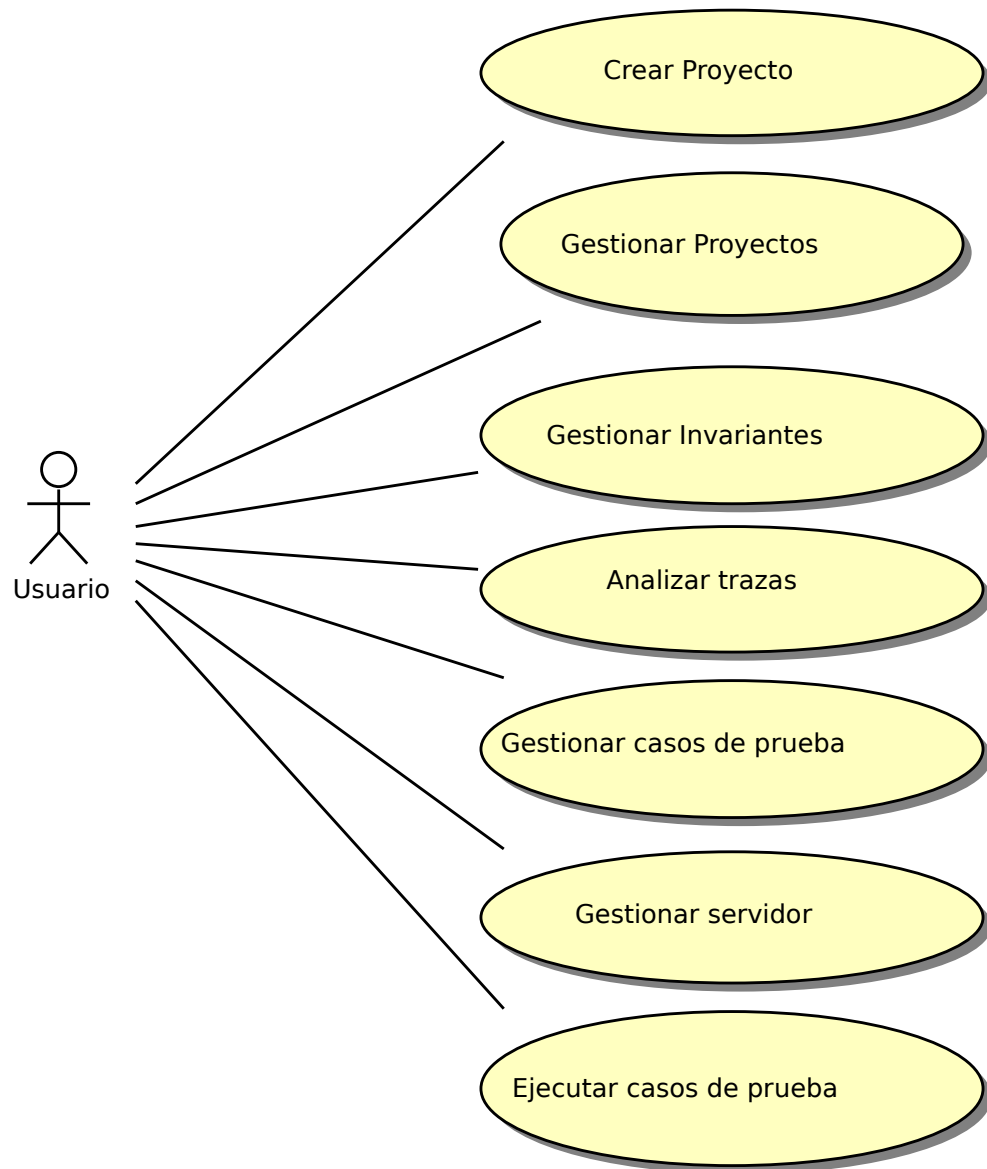 Crear Proyecto
Gestionar Proyectos
Gestionar Invariantes
Analizar trazas
Usuario
Gestionar casos de prueba
Gestionar servidor
Ejecutar casos de prueba